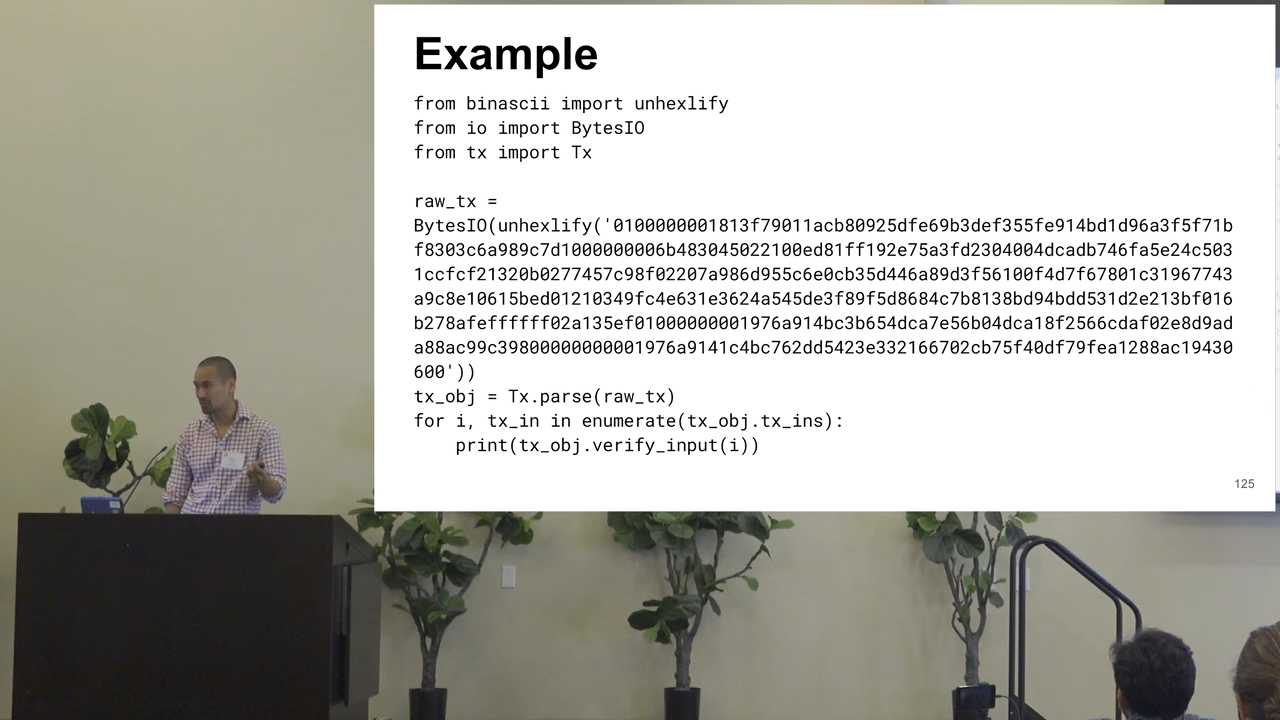 Example
from binascii import unhexlify
from io import BytesIO
from tx import Tx
raw_tx =
BytesIO(unhexlify('0100000001813f79011acb80925dfe69b3def355fe914bd1d96a3f5f71b
f8303c6a989c7d1000000006b483045022100ed81ff192e75a3fd2304004dcadb746fa5e24c503
1ccfcf21320b0277457c98f02207a986d955c6e0cb35d446a89d3f56100f4d7f67801c31967743
a9c8e10615bed01210349fc4e631e3624a545de3f89f5d8684c7b8138bd94bdd531d2e213bf016
b278afeffffff02a135ef01000000001976a914bc3b654dca7e56b04dca18f2566cdaf02e8d9ad
a88ac99c39800000000001976a9141c4bc762dd5423e332166702cb75f40df79fea1288ac19430
600'))
tx_obj = Tx.parse(raw_tx)
for i, tx_in in enumerate(tx_obj.tx_ins):
    print(tx_obj.verify_input(i))
125